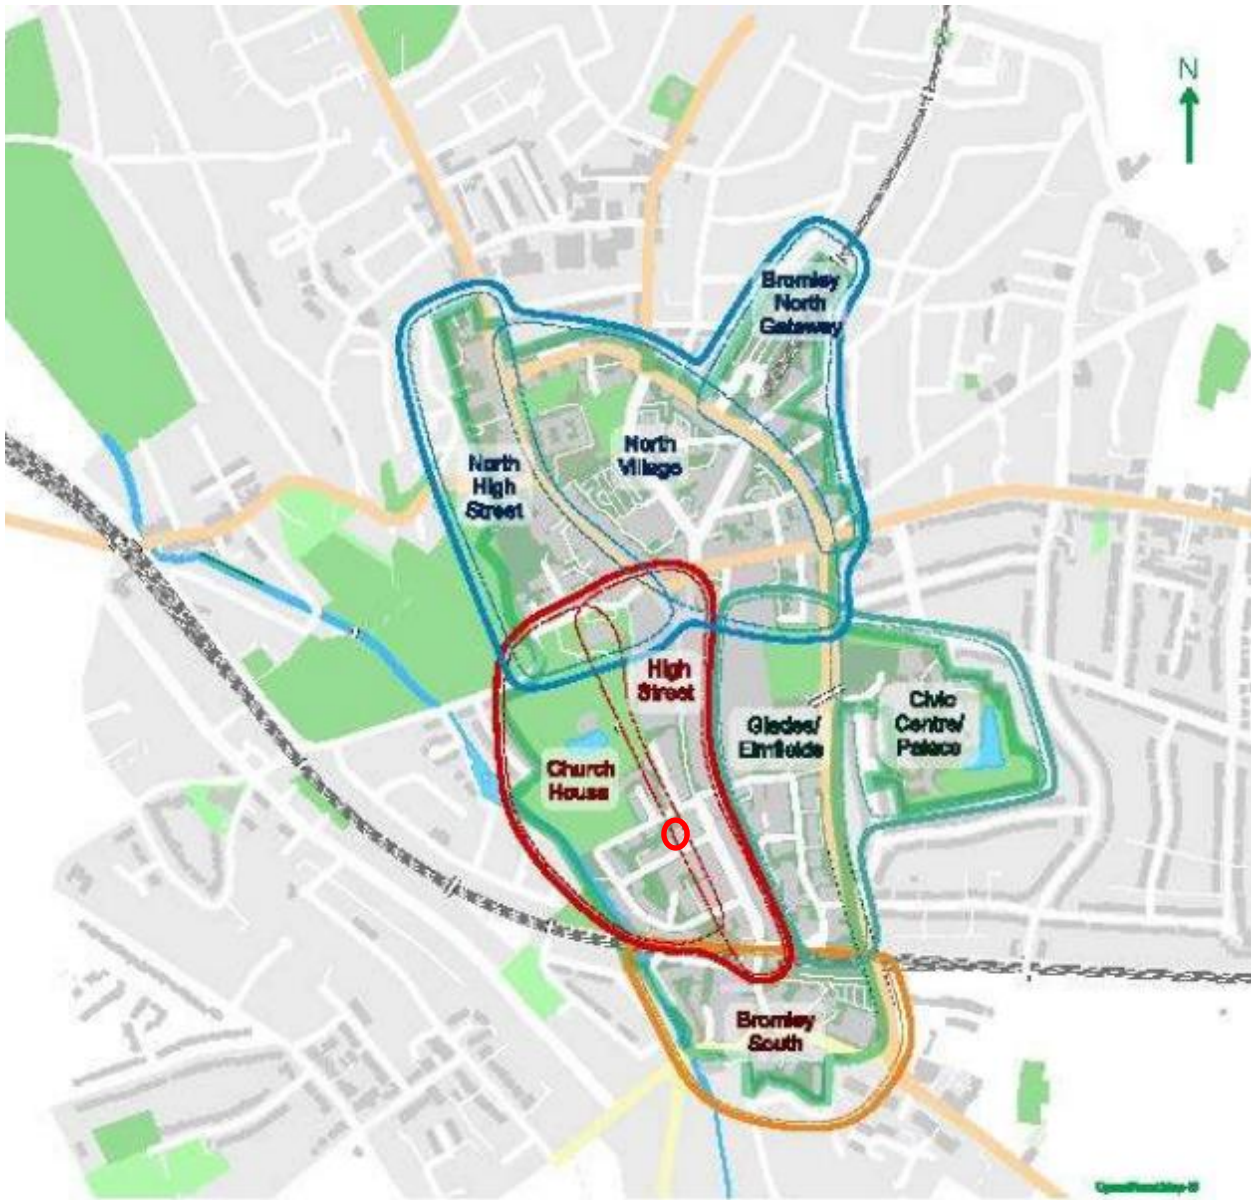 N
Bromley
North
Gateway
North
Village
North
High
Street
High
Street
Civic
Centre/
Palace
Glades/
Elmfields
Church
House
Bromley
South